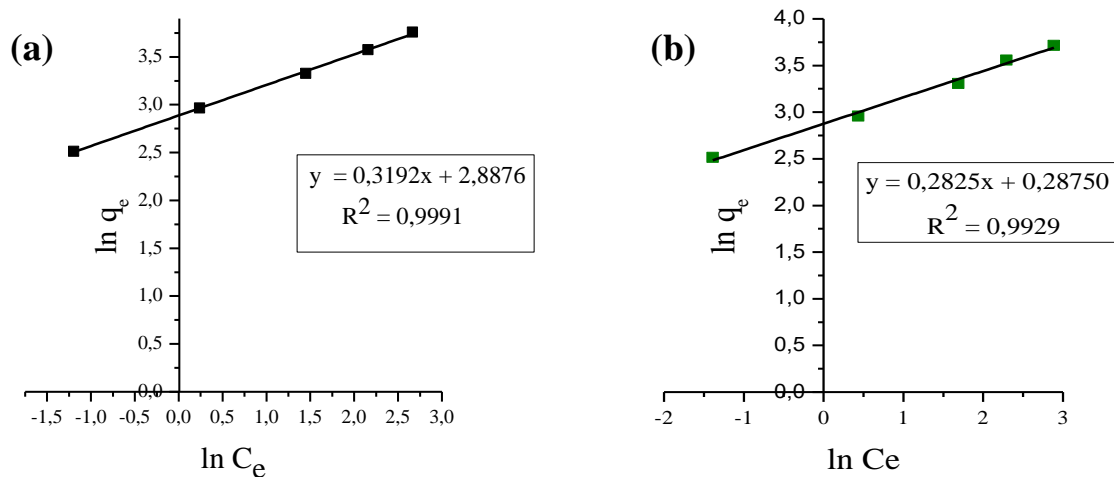 (a)
3,5
3,0
2,5
2,0
1,5
1,0
0,5
0,0
-1,5 -1,0 -0,5 0,0 0,5 1,0 1,5 2,0 2,5 3,0
ln qe
ln Ce
y = 0,3192x + 2,8876
R2 = 0,9991
(b)
4,0
3,5
3,0
2,5
2,0
1,5
1,0
0,5
0,0
-2 -1 0 1 2 3
ln qe
ln Ce
y = 0,2825x + 0,28750
R2 = 0,9929